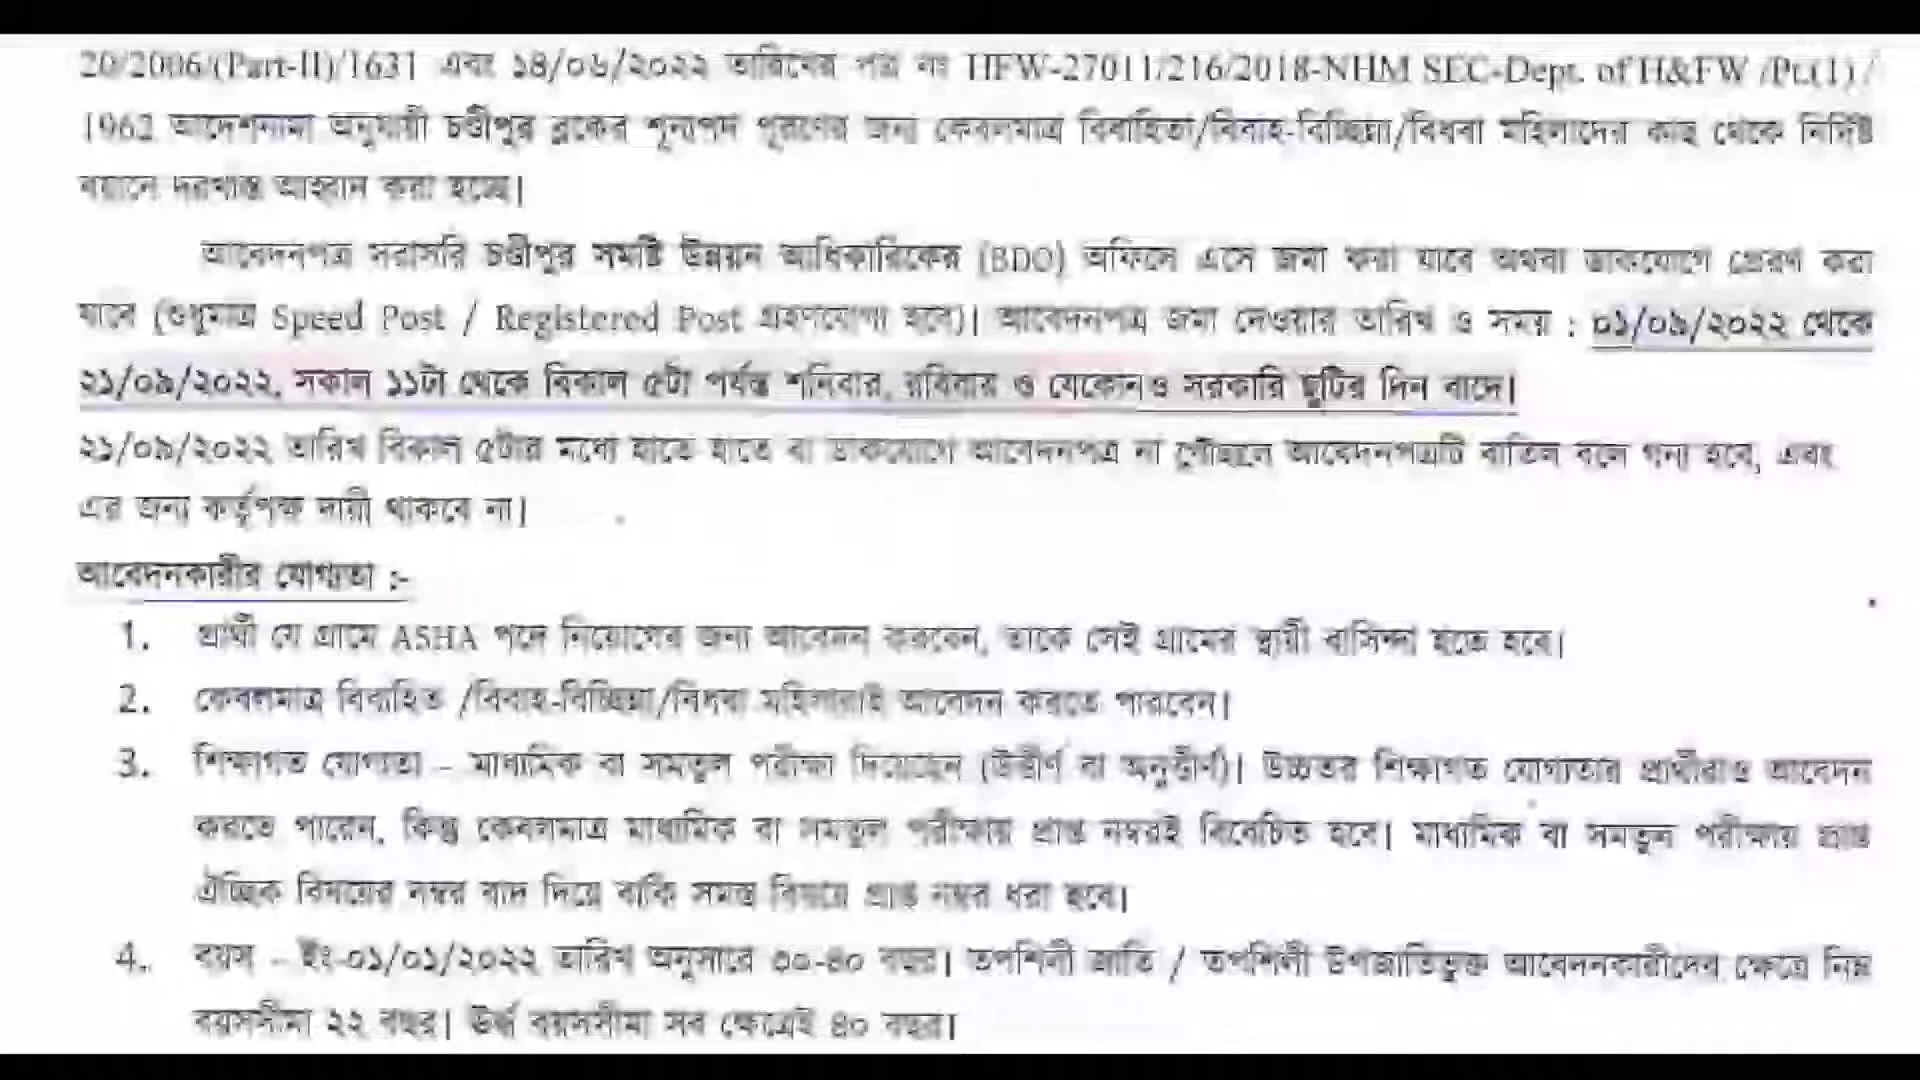 20/2006/(Part-II)/1631 এবং ১৪/০৬/২০২২ তারিখের পত্র নং HFW-27011/216/2018-NHM SEC-Dept. of H&FW /Pt.(1) /
1962 আদেশনামা অনুযায়ী চণ্ডীপুর ব্লকের শূন্যপদ পূরণের জন্য কেবলমাত্র বিবাহিতা/বিবাহ-বিচ্ছিন্না/বিধবা মহিলাদের কাছ থেকে নির্দিষ্ট
বয়ানে দরখাস্ত আহ্বান করা হচ্ছে।
আবেদনপত্র সরাসরি চণ্ডীপুর সমষ্টি উন্নয়ন আধিকারিকের (BDO) অফিসে এসে জমা করা যাবে অথবা ডাকযোগে প্রেরণ করা
যাবে (শুধুমাত্র Speed Post / Registered Post গ্রহণযোগ্য হবে)। আবেদনপত্র জমা দেওয়ার তারিখ ও সময় : ০১/০৯/২০২২ থেকে
২১/০৯/২০২২, সকাল ১১টা থেকে বিকাল ৫টা পর্যন্ত শনিবার, রবিবার ও যেকোনও সরকারি ছুটির দিন বাদে।
২১/০৯/২০২২ তারিখ বিকাল ৫টার মধ্যে হাতে হাতে বা ডাকযোগে আবেদনপত্র না পৌঁছালে আবেদনপত্রটি বাতিল বলে গন্য হবে, এবং
এর জন্য কর্তৃপক্ষ দায়ী থাকবে না।
আবেদনকারীর যোগ্যতা :-
1. প্রার্থী যে গ্রামে ASHA পদে নিয়োগের জন্য আবেদন করবেন, তাকে সেই গ্রামের স্থায়ী বাসিন্দা হতে হবে।
2. কেবলমাত্র বিবাহিত /বিবাহ-বিচ্ছিন্না/বিধবা মহিলারাই আবেদন করতে পারবেন।
3. শিক্ষাগত যোগ্যতা – মাধ্যমিক বা সমতুল পরীক্ষা দিয়েছেন (উত্তীর্ণ বা অনুত্তীর্ণ)। উচ্চতর শিক্ষাগত যোগ্যতার প্রার্থীরাও আবেদন
করতে পারেন, কিন্তু কেবলমাত্র মাধ্যমিক বা সমতুল পরীক্ষায় প্রাপ্ত নম্বরই বিবেচিত হবে। মাধ্যমিক বা সমতুল পরীক্ষায় প্রাপ্ত
ঐচ্ছিক বিষয়ের নম্বর বাদ দিয়ে বাকি সমস্ত বিষয়ে প্রাপ্ত নম্বর ধরা হবে।
4. বয়স – ইং-০১/০১/২০২২ তারিখ অনুসারে ৩০-৪০ বছর। তপশিলী জাতি / তপশিলী উপজাতিভুক্ত আবেদনকারীদের ক্ষেত্রে নিম্ন
বয়সসীমা ২২ বছর। ঊর্ধ্ব বয়সসীমা সব ক্ষেত্রেই ৪০ বছর।